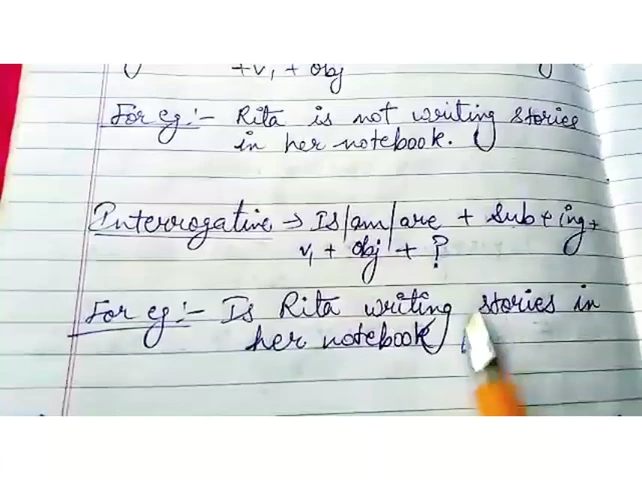 +v₁ + obj
For eg :- Rita is not writing stories
in her notebook.
Interrogative → Is/am/are + Sub + ing +
v₁ + obj + ?
For eg :- Is Rita writing stories in
her notebook